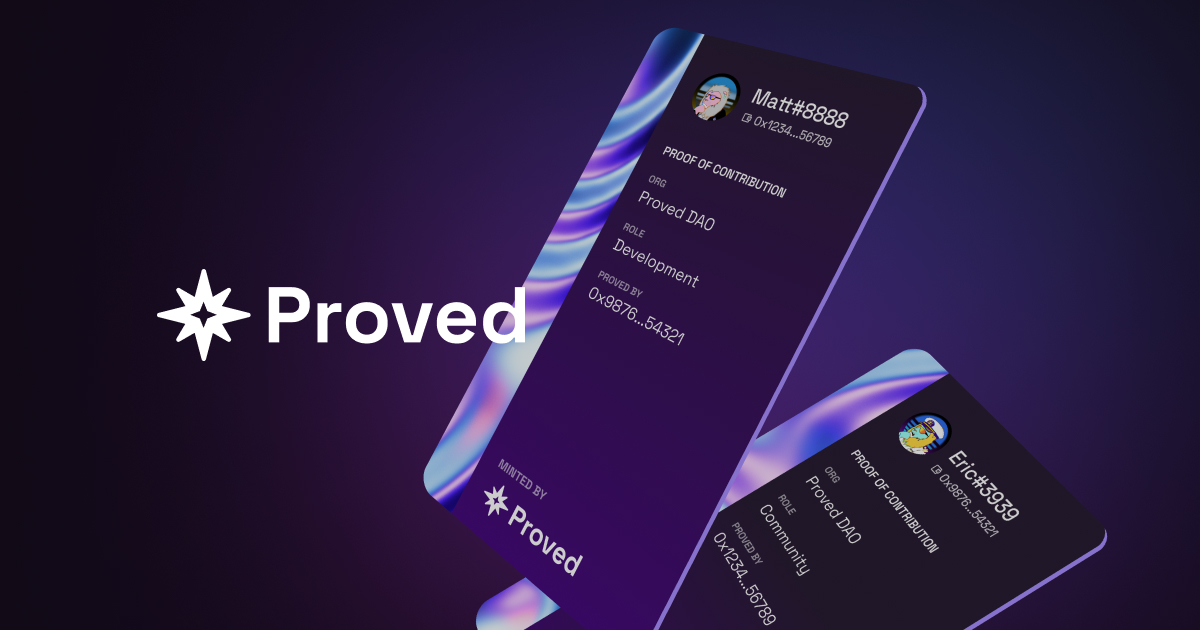 Proved
Matt#8888
0x1234...56789
PROOF OF CONTRIBUTION
ORG
Proved DAO
ROLE
Development
PROVED BY
0x9876...54321
MINTED BY
Proved
Eric#3939
0x9876...54321
PROOF OF CONTRIBUTION
ORG
Proved DAO
ROLE
Community
PROVED BY
0x1234...56789